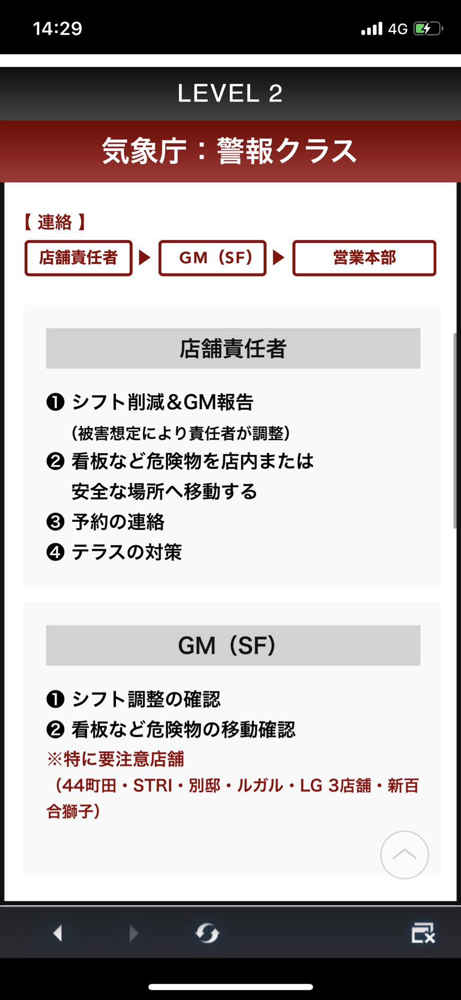 14:29
4G
LEVEL 2
気象庁：警報クラス
【 連絡 】
店舗責任者 ▶ GM（SF） ▶ 営業本部
店舗責任者
❶ シフト削減＆GM報告
（被害想定により責任者が調整）
❷ 看板など危険物を店内または
安全な場所へ移動する
❸ 予約の連絡
❹ テラスの対策
GM（SF）
❶ シフト調整の確認
❷ 看板など危険物の移動確認
※特に要注意店舗
（44町田・STRI・別邸・ルガル・LG 3店舗・新百
合獅子）